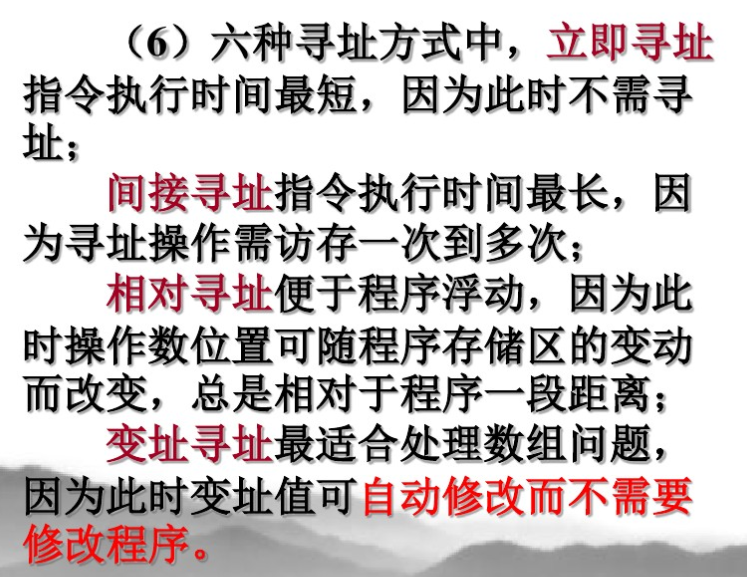 （6）六种寻址方式中，立即寻址
指令执行时间最短，因为此时不需寻
址；
间接寻址指令执行时间最长，因
为寻址操作需访存一次到多次；
相对寻址便于程序浮动，因为此
时操作数位置可随程序存储区的变动
而改变，总是相对于程序一段距离；
变址寻址最适合处理数组问题，
因为此时变址值可自动修改而不需要
修改程序。